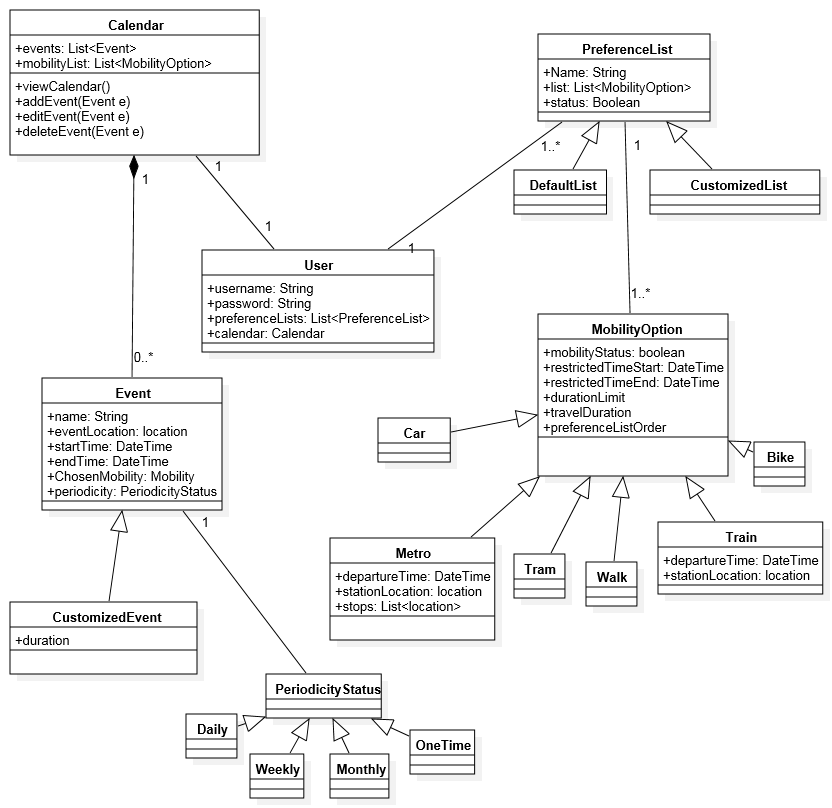 Calendar
+events: List<Event>
+mobilityList: List<MobilityOption>
+viewCalendar()
+addEvent(Event e)
+editEvent(Event e)
+deleteEvent(Event e)
1
1
1
0..*
PreferenceList
+Name: String
+list: List<MobilityOption>
+status: Boolean
1..*
1
1
1..*
DefaultList
CustomizedList
User
+username: String
+password: String
+preferenceLists: List<PreferenceList>
+calendar: Calendar
MobilityOption
+mobilityStatus: boolean
+restrictedTimeStart: DateTime
+restrictedTimeEnd: DateTime
+durationLimit
+travelDuration
+preferenceListOrder
Event
+name: String
+eventLocation: location
+startTime: DateTime
+endTime: DateTime
+ChosenMobility: Mobility
+periodicity: PeriodicityStatus
1
Car
Bike
Metro
+departureTime: DateTime
+stationLocation: location
+stops: List<location>
Tram
Walk
Train
+departureTime: DateTime
+stationLocation: location
CustomizedEvent
+duration
PeriodicityStatus
Daily
Weekly
Monthly
OneTime